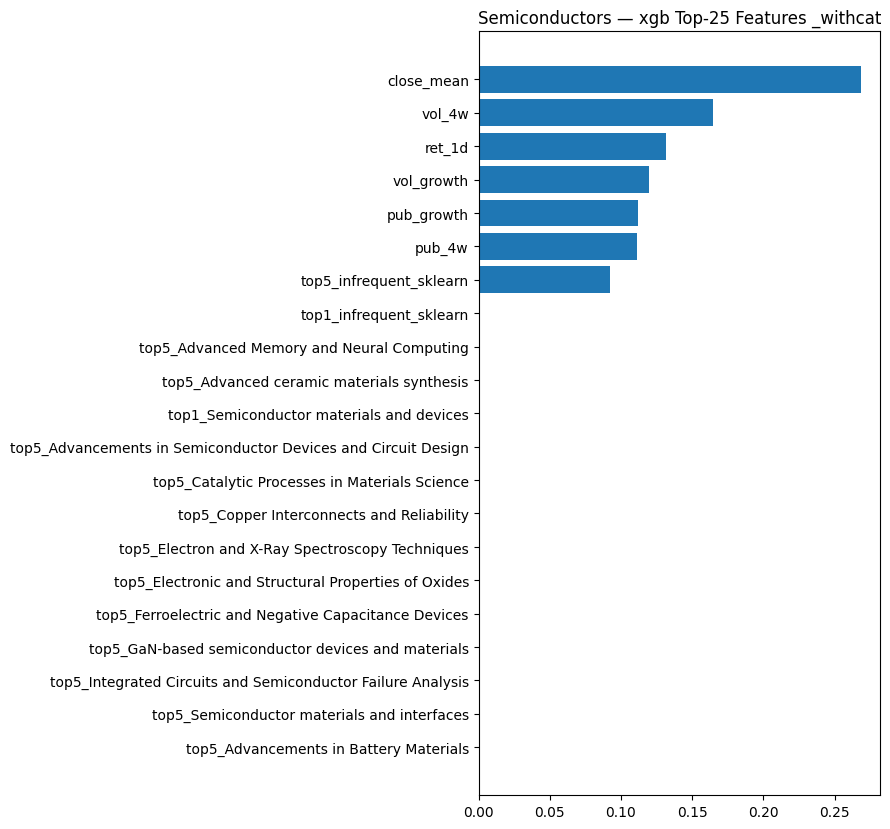 Semiconductors — xgb Top-25 Features _withcat
close_mean
vol_4w
ret_1d
vol_growth
pub_growth
pub_4w
top5_infrequent_sklearn
top1_infrequent_sklearn
top5_Advanced Memory and Neural Computing
top5_Advanced ceramic materials synthesis
top1_Semiconductor materials and devices
top5_Advancements in Semiconductor Devices and Circuit Design
top5_Catalytic Processes in Materials Science
top5_Copper Interconnects and Reliability
top5_Electron and X-Ray Spectroscopy Techniques
top5_Electronic and Structural Properties of Oxides
top5_Ferroelectric and Negative Capacitance Devices
top5_GaN-based semiconductor devices and materials
top5_Integrated Circuits and Semiconductor Failure Analysis
top5_Semiconductor materials and interfaces
top5_Advancements in Battery Materials
0.00 0.05 0.10 0.15 0.20 0.25